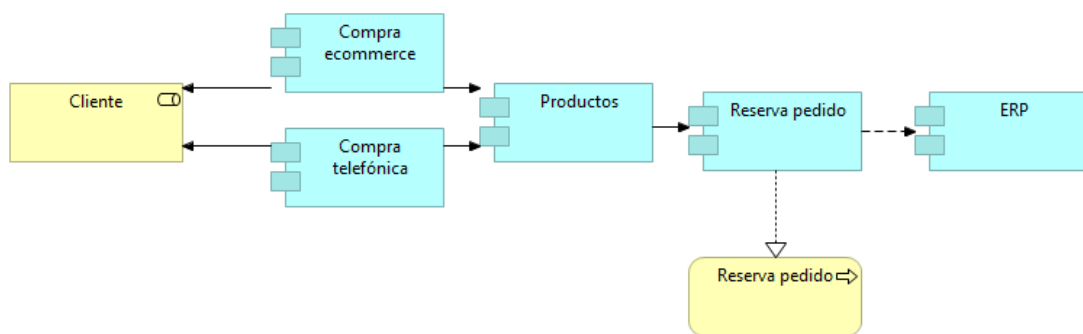 Compra
ecommerce
Cliente
Productos
Reserva pedido
ERP
Compra
telefónica
Reserva pedido